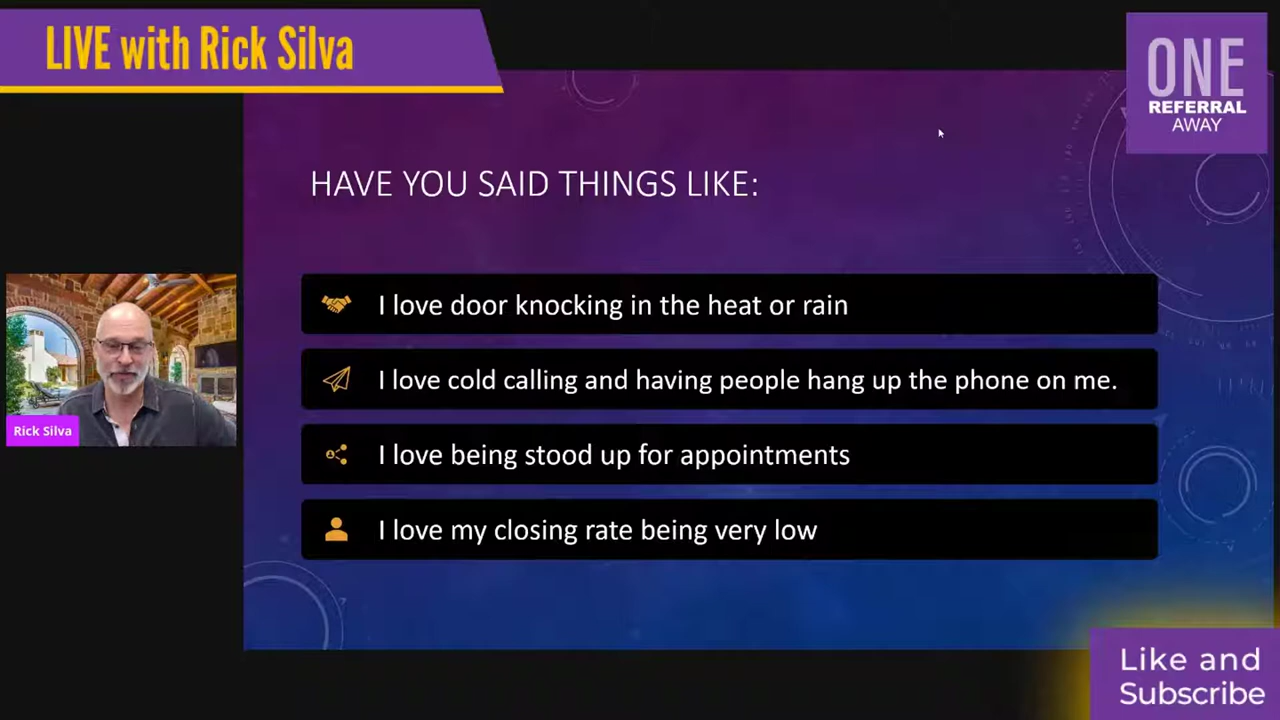 LIVE with Rick Silva
ONE
REFERRAL
AWAY
HAVE YOU SAID THINGS LIKE:
I love door knocking in the heat or rain
I love cold calling and having people hang up the phone on me.
I love being stood up for appointments
I love my closing rate being very low
Rick Silva
Like and
Subscribe